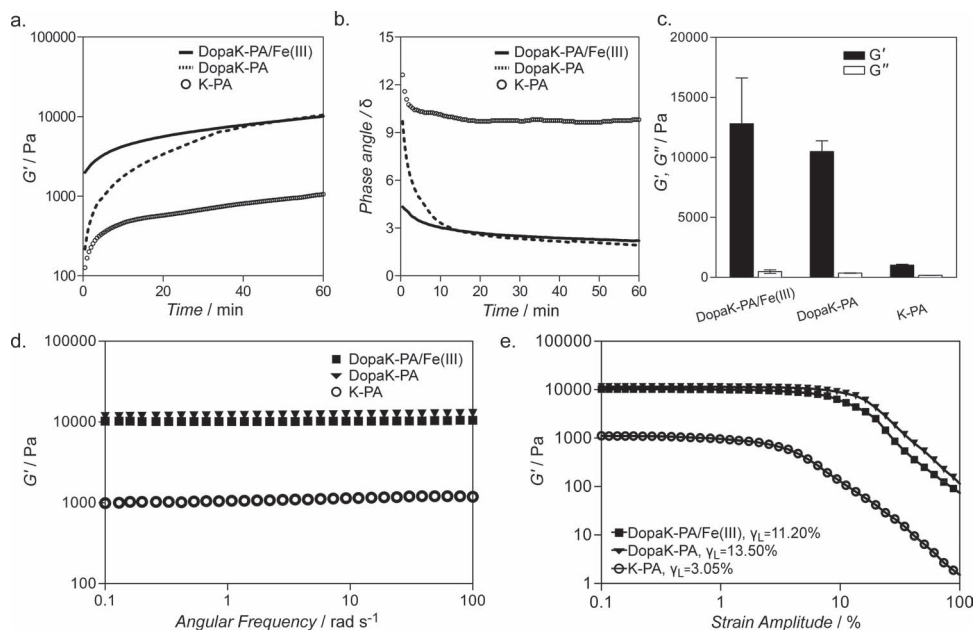 a.
100000
10000
1000
100
G′ / Pa
0 10 20 30 40 50 60
Time / min
DopaK-PA/Fe(III)
DopaK-PA
K-PA
b.
15
12
9
6
3
0
Phase angle / δ
0 10 20 30 40 50 60
Time / min
DopaK-PA/Fe(III)
DopaK-PA
K-PA
c.
20000
15000
10000
5000
0
G′, G″ / Pa
G′
G″
DopaK-PA/Fe(III)
DopaK-PA
K-PA
d.
100000
10000
1000
100
G′ / Pa
0.1 1 10 100
Angular Frequency / rad s⁻¹
DopaK-PA/Fe(III)
DopaK-PA
K-PA
e.
100000
10000
1000
100
10
1
G′ / Pa
0.1 1 10 100
Strain Amplitude / %
DopaK-PA/Fe(III), γL=11.20%
DopaK-PA, γL=13.50%
K-PA, γL=3.05%